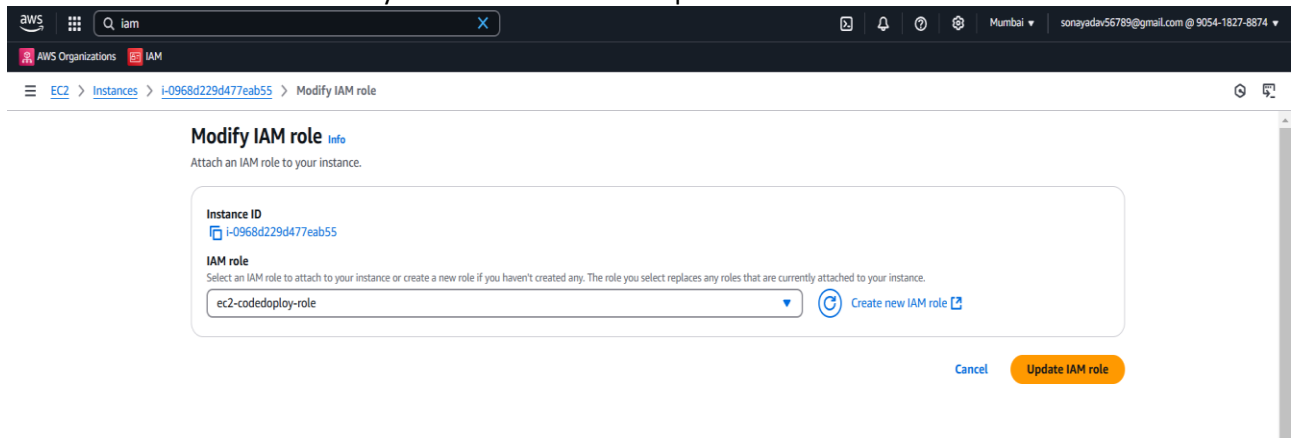 aws
iam
Mumbai
sonayadav56789@gmail.com @ 9054-1827-8874
AWS Organizations IAM
EC2 > Instances > i-0968d229d477eab55 > Modify IAM role
Modify IAM role Info
Attach an IAM role to your instance.
Instance ID
i-0968d229d477eab55
IAM role
Select an IAM role to attach to your instance or create a new role if you haven't created any. The role you select replaces any roles that are currently attached to your instance.
ec2-codedoploy-role
Create new IAM role
Cancel Update IAM role